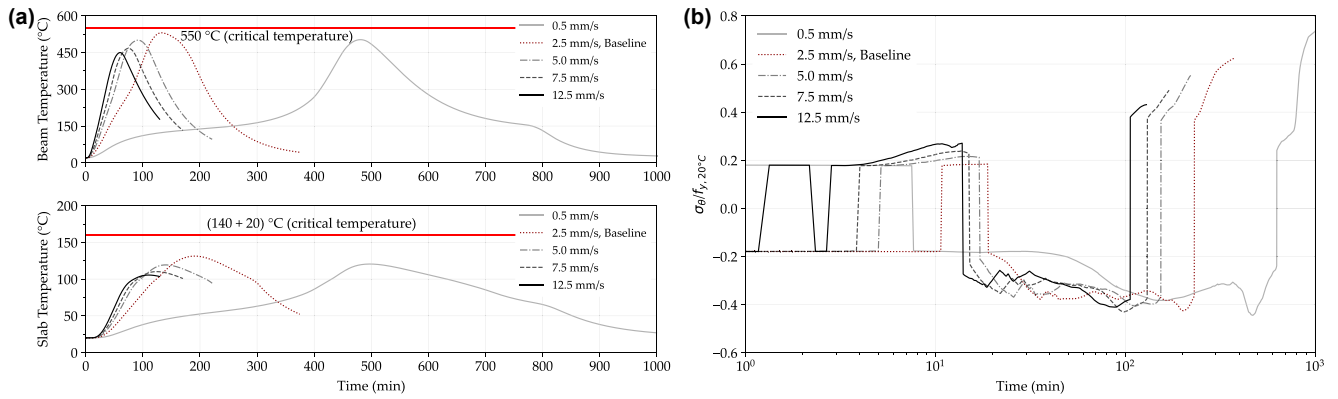 (a)
600
450
300
150
0
Beam Temperature (°C)
550 °C (critical temperature)
0.5 mm/s
2.5 mm/s, Baseline
5.0 mm/s
7.5 mm/s
12.5 mm/s
0 100 200 300 400 500 600 700 800 900 1000
200
150
100
50
0
Slab Temperature (°C)
(140 + 20) °C (critical temperature)
0.5 mm/s
2.5 mm/s, Baseline
5.0 mm/s
7.5 mm/s
12.5 mm/s
0 100 200 300 400 500 600 700 800 900 1000
Time (min)
(b)
0.8
0.6
0.4
0.2
0.0
−0.2
−0.4
−0.6
σθ/fy, 20°C
0.5 mm/s
2.5 mm/s, Baseline
5.0 mm/s
7.5 mm/s
12.5 mm/s
10⁰ 10¹ 10² 10³
Time (min)